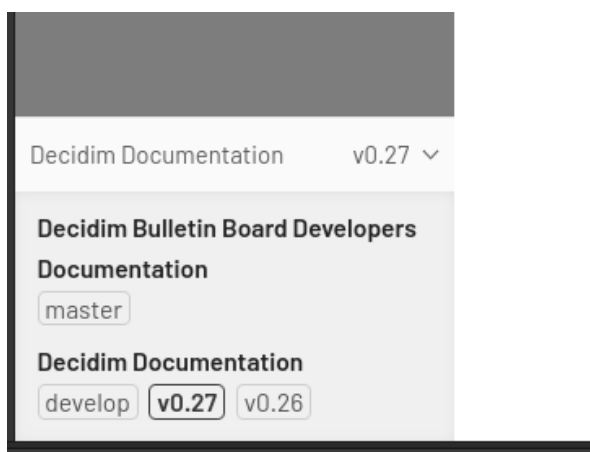 Decidim Documentation v0.27
Decidim Bulletin Board Developers
Documentation
master
Decidim Documentation
develop v0.27 v0.26